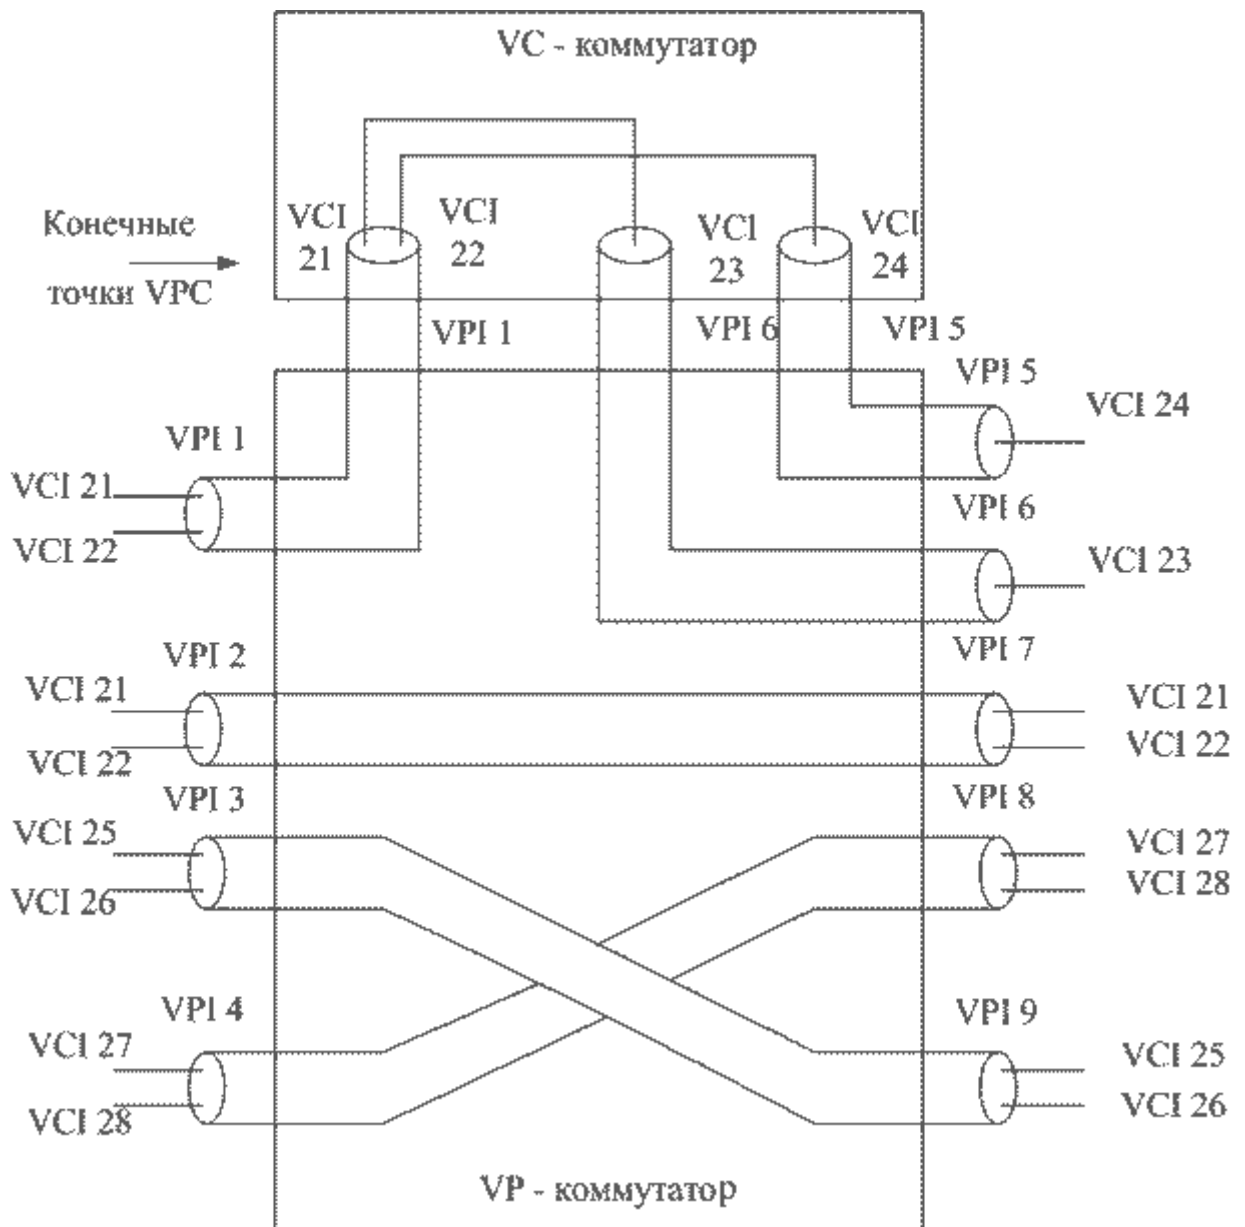 VC - коммутатор
VCI
21
VCI
22
VCI
23
VCI
24
Конечные
точки VPC
VPI 1
VPI 6
VPI 5
VPI 5
VCI 24
VPI 1
VCI 21
VCI 22
VPI 6
VCI 23
VPI 2
VPI 7
VCI 21
VCI 21
VCI 22
VCI 22
VPI 3
VPI 8
VCI 25
VCI 27
VCI 26
VCI 28
VPI 4
VPI 9
VCI 27
VCI 25
VCI 28
VCI 26
VP - коммутатор